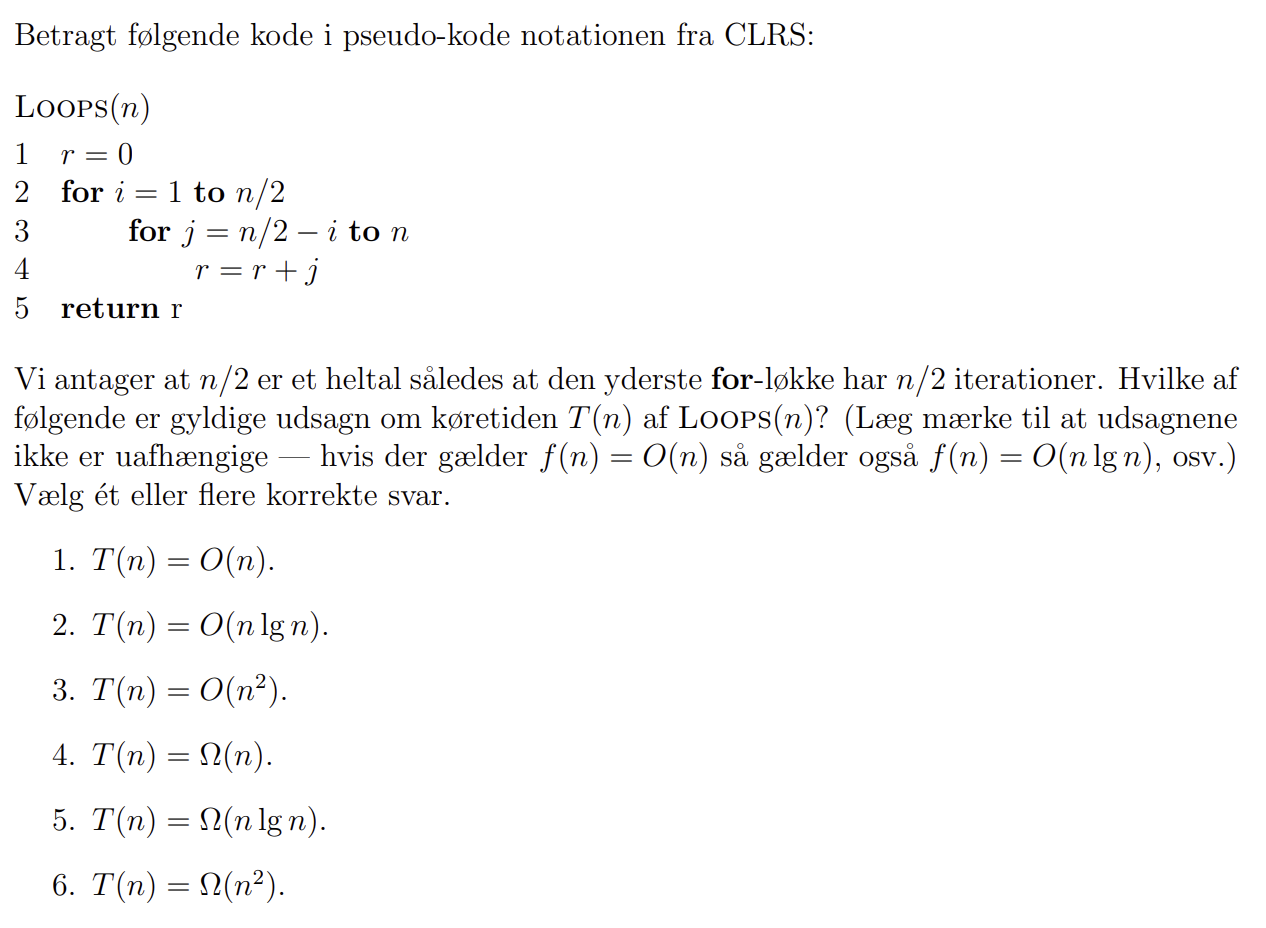 Betragt følgende kode i pseudo-kode notationen fra CLRS:
LOOPS(n)
1 r = 0
2 for i = 1 to n/2
3 for j = n/2 − i to n
4 r = r + j
5 return r
Vi antager at n/2 er et heltal således at den yderste for-løkke har n/2 iterationer. Hvilke af
følgende er gyldige udsagn om køretiden T(n) af LOOPS(n)? (Læg mærke til at udsagnene
ikke er uafhængige — hvis der gælder f(n) = O(n) så gælder også f(n) = O(n lg n), osv.)
Vælg ét eller flere korrekte svar.
1. T(n) = O(n).
2. T(n) = O(n lg n).
3. T(n) = O(n²).
4. T(n) = Ω(n).
5. T(n) = Ω(n lg n).
6. T(n) = Ω(n²).